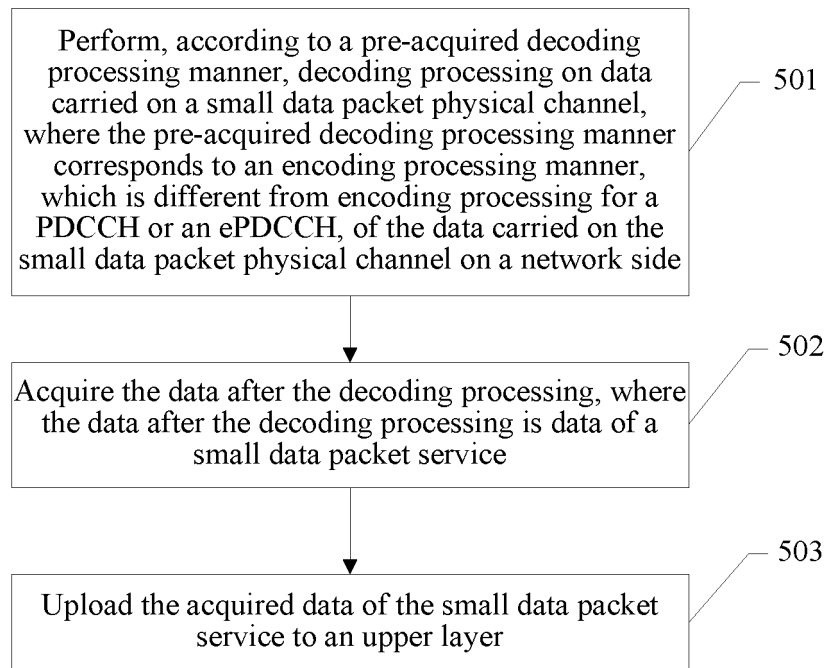 Perform, according to a pre-acquired decoding
processing manner, decoding processing on data
carried on a small data packet physical channel,
where the pre-acquired decoding processing manner
corresponds to an encoding processing manner,
which is different from encoding processing for a
PDCCH or an ePDCCH, of the data carried on the
small data packet physical channel on a network side
501
Acquire the data after the decoding processing, where
the data after the decoding processing is data of a
small data packet service
502
Upload the acquired data of the small data packet
service to an upper layer
503